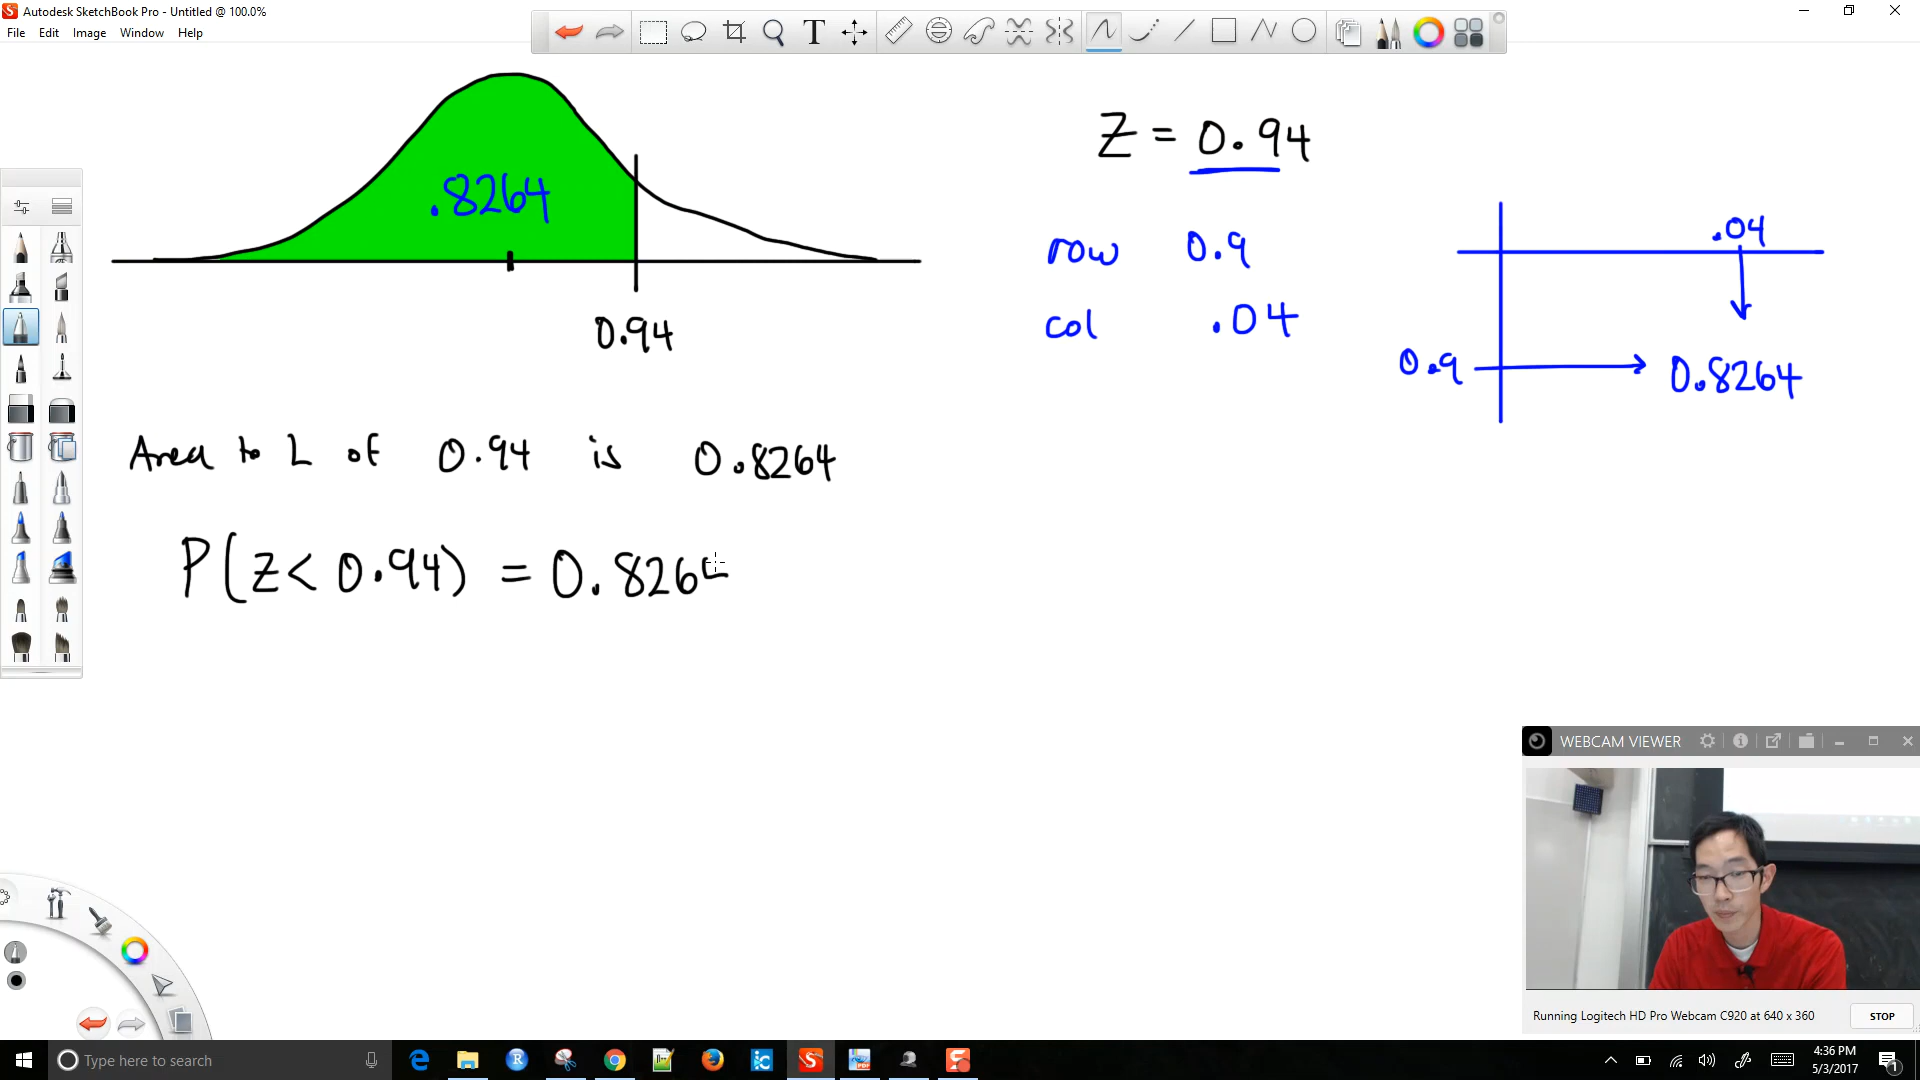 Autodesk SketchBook Pro - Untitled @ 100.0%
File Edit Image Window Help
T
.8264
0.94
Z = 0.94
row 0.9
col .04
.04
0.9 0.8264
Area to L of 0.94 is 0.8264
P(Z< 0.94) = 0.826
WEBCAM VIEWER
Running Logitech HD Pro Webcam C920 at 640 x 360
STOP
Type here to search
4:36 PM
5/3/2017